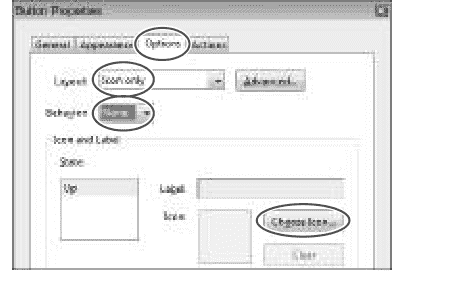 Button Properties
General Appearance Options Actions
Layout: Icon only Advanced...
Behavior: None
Icon and Label
State
Up Label:
Icon: Choose Icon...
Clear